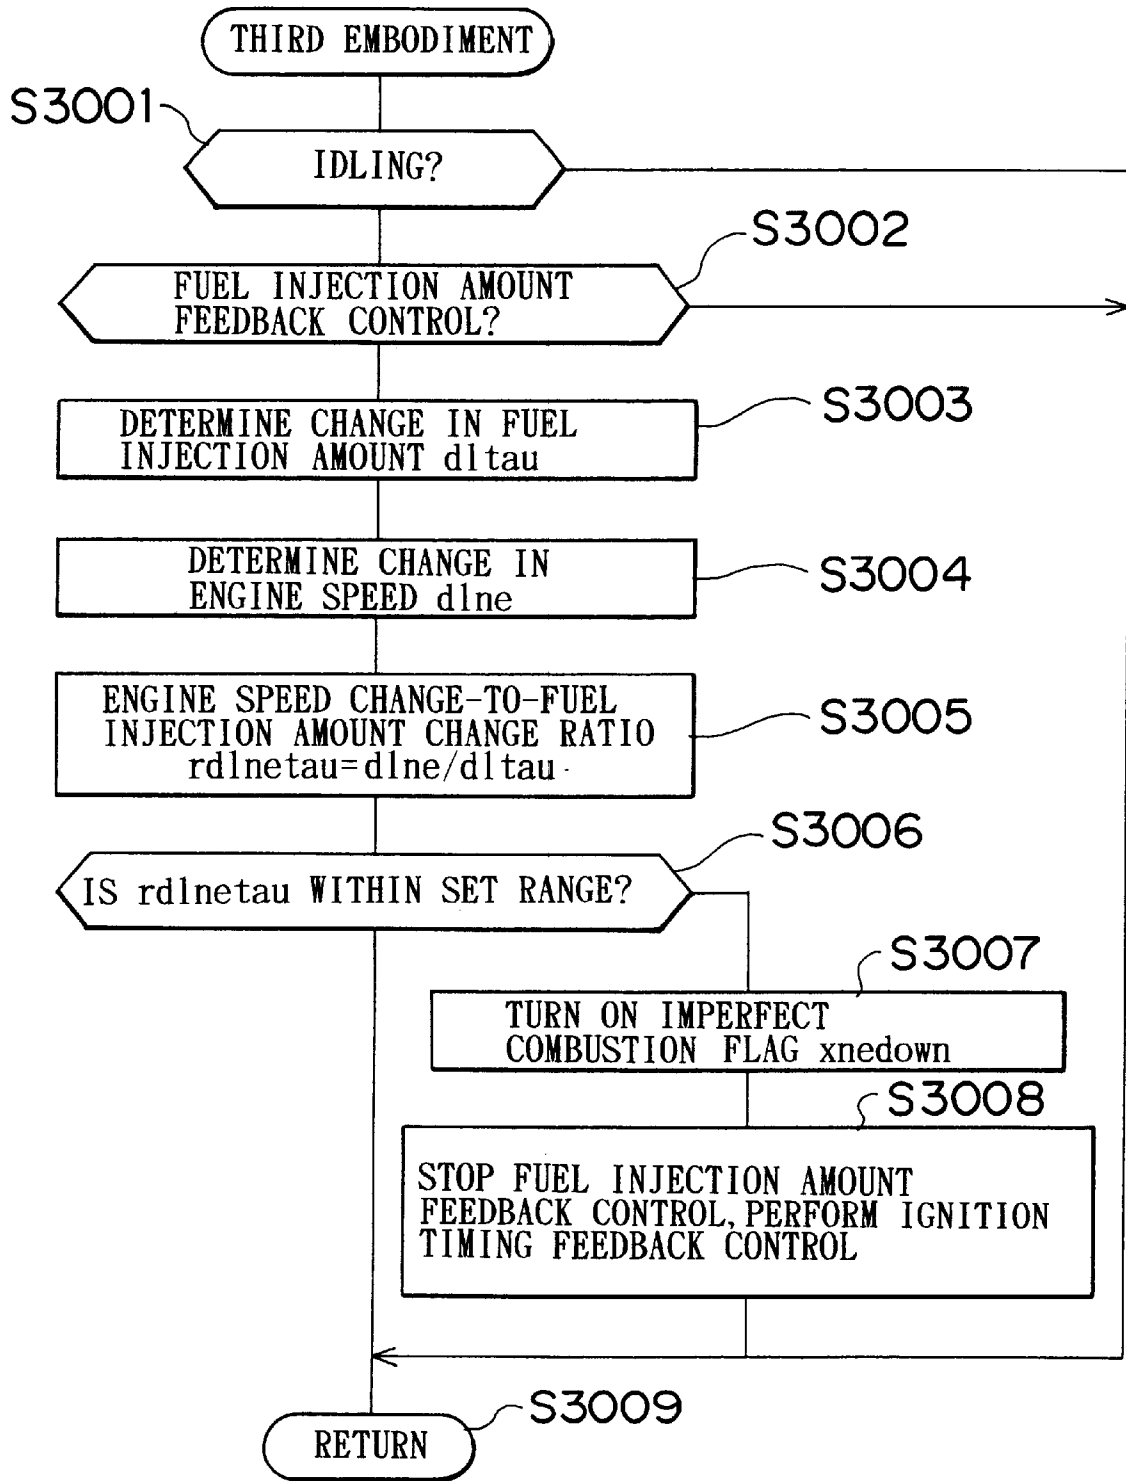 THIRD EMBODIMENT
S3001
IDLING?
S3002
FUEL INJECTION AMOUNT
FEEDBACK CONTROL?
S3003
DETERMINE CHANGE IN FUEL
INJECTION AMOUNT dltau
S3004
DETERMINE CHANGE IN
ENGINE SPEED dlne
S3005
ENGINE SPEED CHANGE-TO-FUEL
INJECTION AMOUNT CHANGE RATIO
rdlnetau=dlne/dltau
S3006
IS rdlnetau WITHIN SET RANGE?
S3007
TURN ON IMPERFECT
COMBUSTION FLAG xnedown
S3008
STOP FUEL INJECTION AMOUNT
FEEDBACK CONTROL, PERFORM IGNITION
TIMING FEEDBACK CONTROL
S3009
RETURN